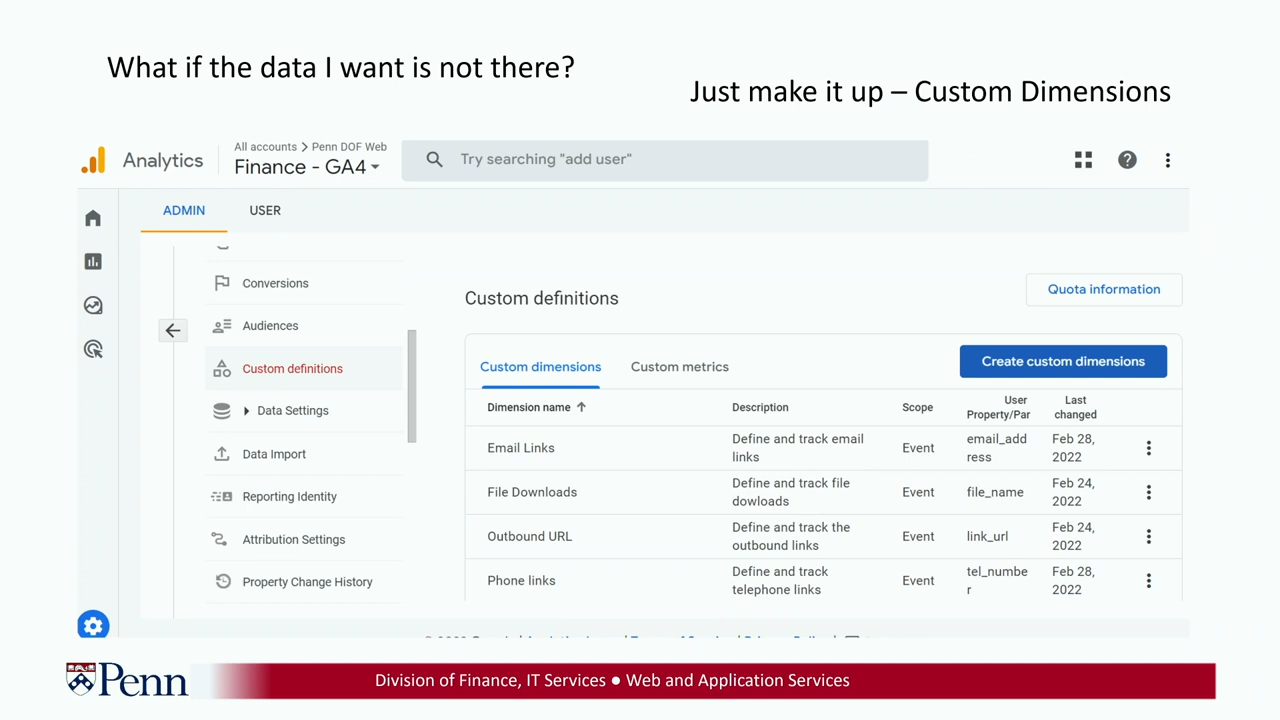 What if the data I want is not there?
Just make it up – Custom Dimensions
All accounts > Penn DOF Web
Analytics
Finance - GA4
Try searching "add user"
ADMIN
USER
Conversions
Audiences
Custom definitions
Data Settings
Data Import
Reporting Identity
Attribution Settings
Property Change History
Custom definitions
Quota information
Custom dimensions
Custom metrics
Create custom dimensions
Dimension name
Description
Scope
User
Property/Par
Last
changed
Email Links
Define and track email
links
Event
email_add
ress
Feb 28,
2022
File Downloads
Define and track file
dowloads
Event
file_name
Feb 24,
2022
Outbound URL
Define and track the
outbound links
Event
link_url
Feb 24,
2022
Phone links
Define and track
telephone links
Event
tel_numbe
r
Feb 28,
2022
Penn
Division of Finance, IT Services ● Web and Application Services